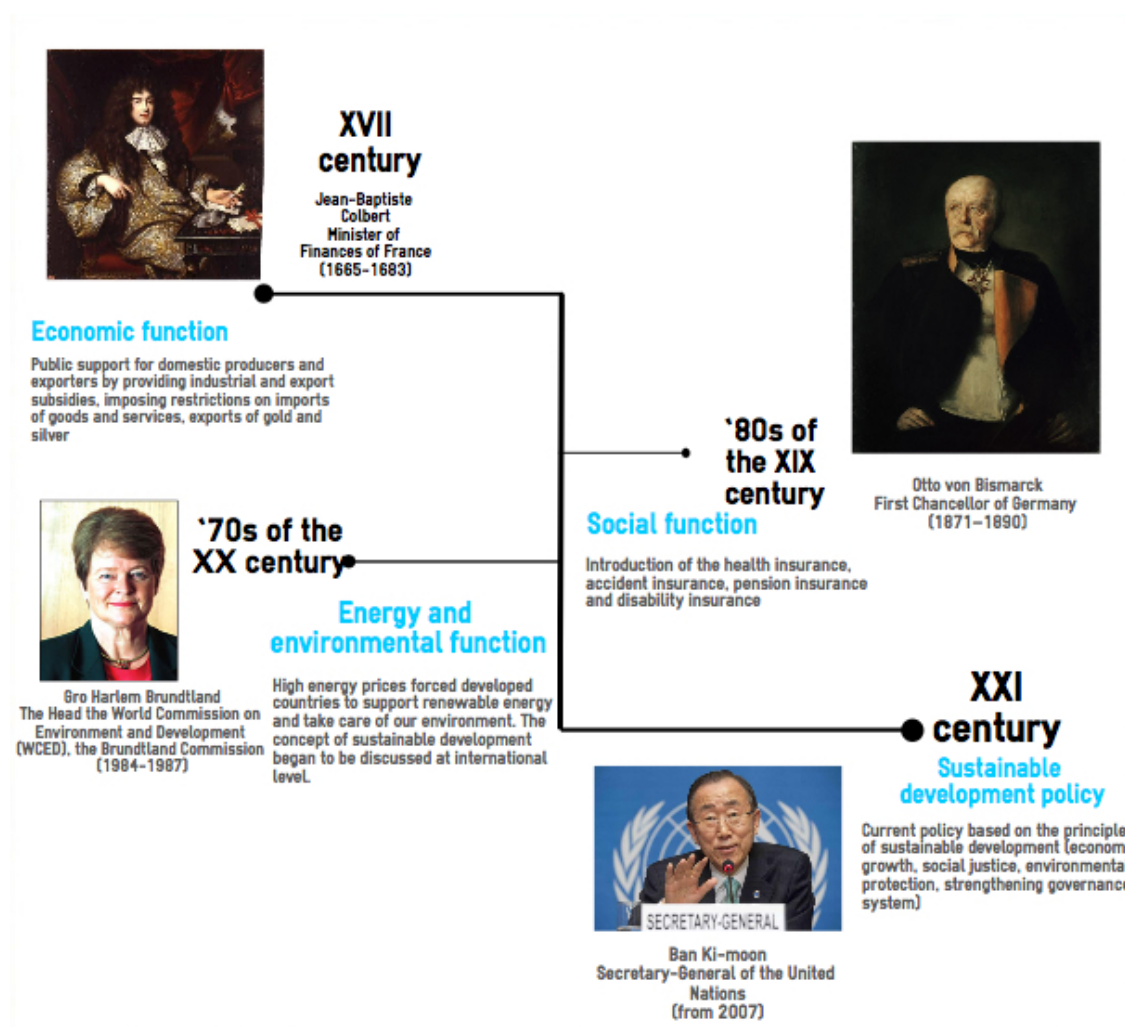 XVII
century
Jean-Baptiste
Colbert
Minister of
Finances of France
(1665-1683)
Economic function
Public support for domestic producers and
exporters by providing industrial and export
subsidies, imposing restrictions on imports
of goods and services, exports of gold and
silver
`80s of
the XIX
century
Otto von Bismarck
First Chancellor of Germany
(1871–1890)
Social function
Introduction of the health insurance,
accident insurance, pension insurance
and disability insurance
`70s of the
XX century
Energy and
environmental function
High energy prices forced developed
countries to support renewable energy
and take care of our environment. The
concept of sustainable development
began to be discussed at international
level.
Gro Harlem Brundtland
The Head the World Commission on
Environment and Development
(WCED), the Brundtland Commission
(1984-1987)
XXI
century
Sustainable
development policy
Current policy based on the principle
of sustainable development (econom
growth, social justice, environmenta
protection, strengthening governance
system)
SECRETARY-GENERAL
Ban Ki-moon
Secretary-General of the United
Nations
(from 2007)